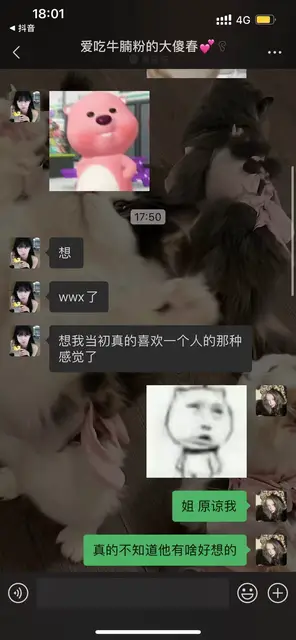 18:01
4G
抖音
爱吃牛腩粉的大傻春💕
17:50
想
wwx了
想我当初真的喜欢一个人的那种
感觉了
姐 原谅我
真的不知道他有啥好想的